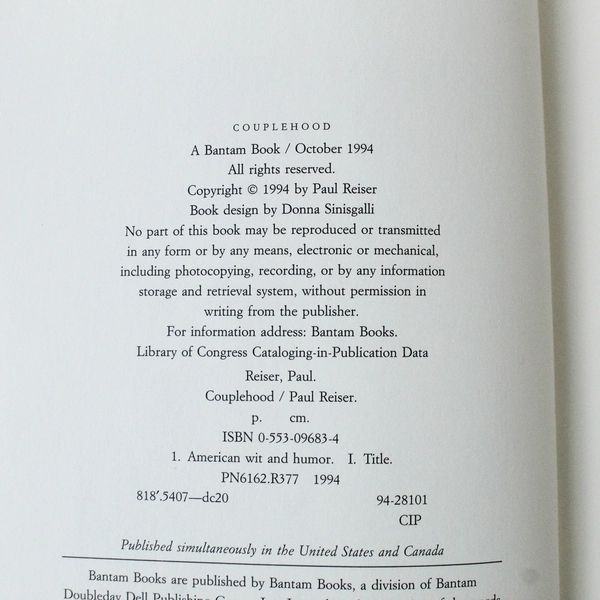 COUPLEHOOD
A Bantam Book / October 1994
All rights reserved.
Copyright © 1994 by Paul Reiser
Book design by Donna Sinisgalli
No part of this book may be reproduced or transmitted
in any form or by any means, electronic or mechanical,
including photocopying, recording, or by any information
storage and retrieval system, without permission in
writing from the publisher.
For information address: Bantam Books.
Library of Congress Cataloging-in-Publication Data
Reiser, Paul.
Couplehood / Paul Reiser.
p. cm.
ISBN 0-553-09683-4
1. American wit and humor. I. Title.
PN6162.R377 1994
818′.5407—dc20 94-28101
CIP
Published simultaneously in the United States and Canada
Bantam Books are published by Bantam Books, a division of Bantam
Doubleday Dell Publishing